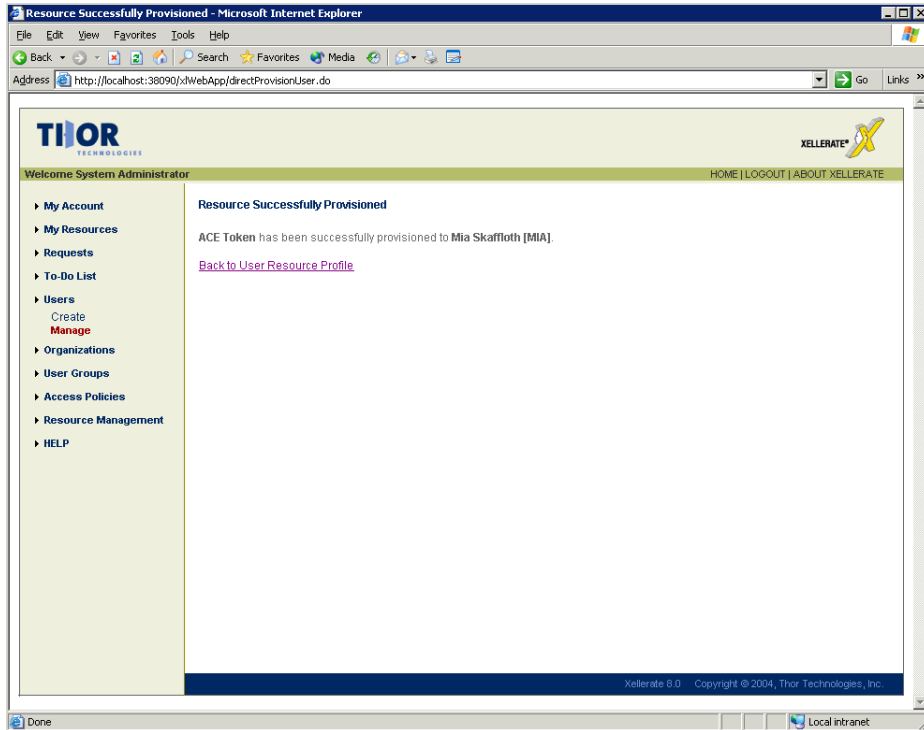 Resource Successfully Provisioned - Microsoft Internet Explorer
File Edit View Favorites Tools Help
Back Search Favorites Media
Address http://localhost:38090/xlWebApp/directProvisionUser.do Go Links »
THOR
TECHNOLOGIES
XELLERATE®
Welcome System Administrator
HOME | LOGOUT | ABOUT XELLERATE
My Account
My Resources
Requests
To-Do List
Users
Create
Manage
Organizations
User Groups
Access Policies
Resource Management
HELP
Resource Successfully Provisioned
ACE Token has been successfully provisioned to Mia Skaffloth [MIA].
Back to User Resource Profile
Xellerate 8.0 Copyright © 2004, Thor Technologies, Inc.
Done
Local intranet